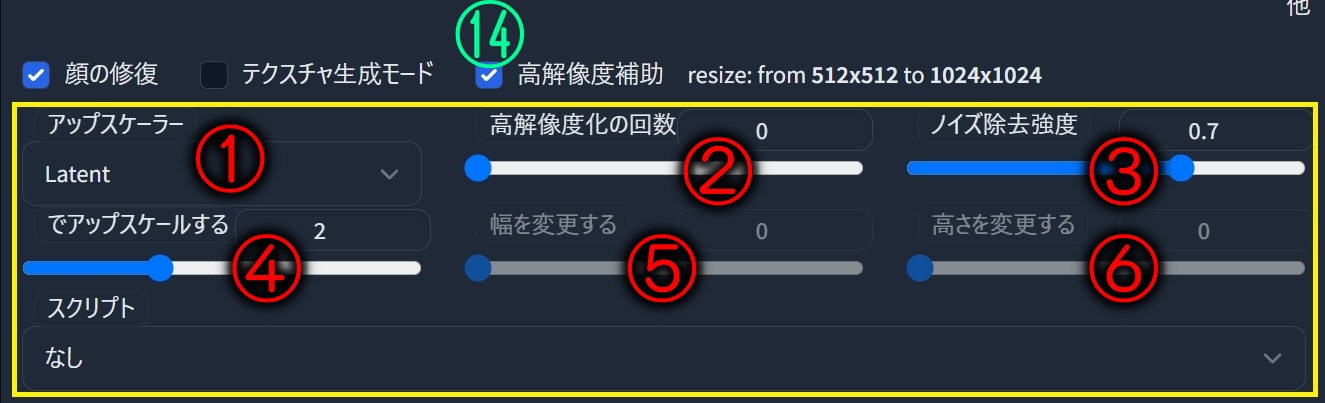 他
⑭
顔の修復 テクスチャ生成モード 高解像度補助 resize: from 512x512 to 1024x1024
アップスケーラー 高解像度化の回数 0 ノイズ除去強度 0.7
Latent ① ② ③
でアップスケールする 2 幅を変更する 0 高さを変更する 0
④ ⑤ ⑥
スクリプト
なし